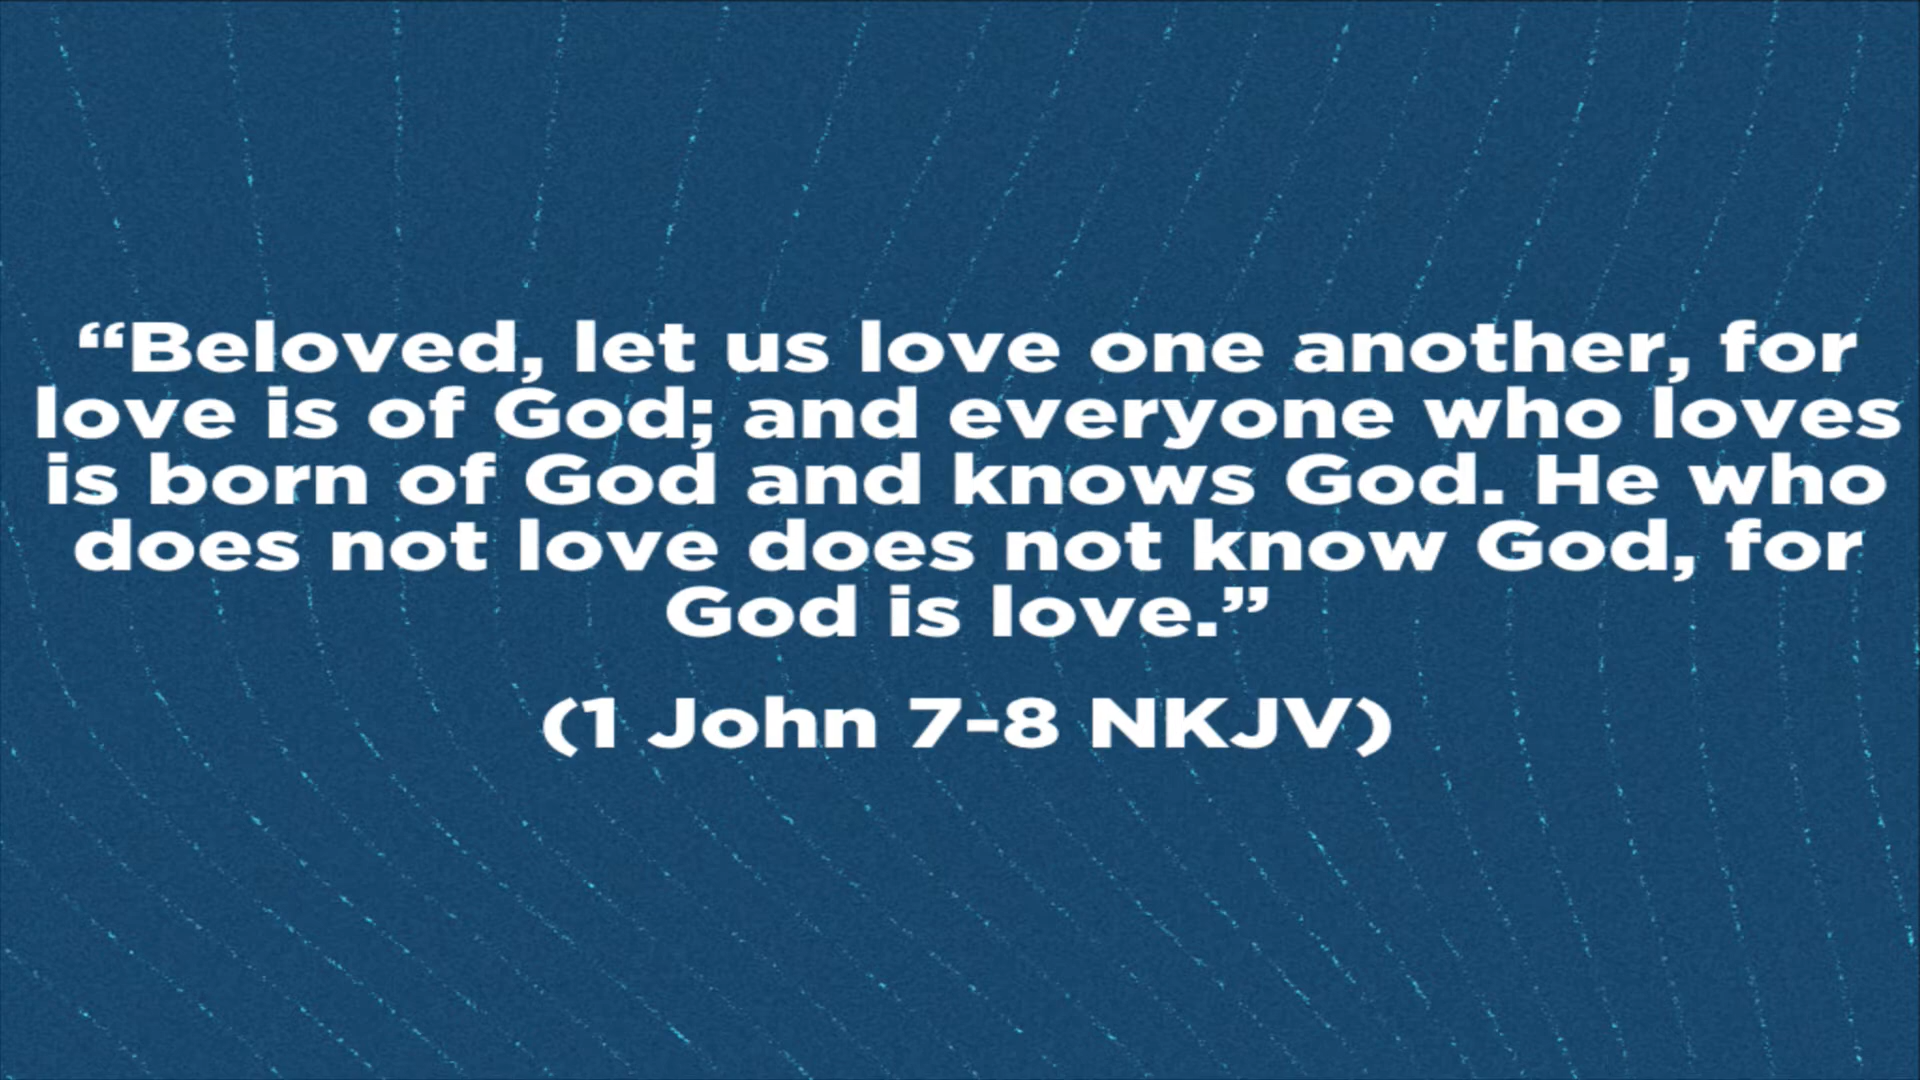 “Beloved, let us love one another, for
love is of God; and everyone who loves
is born of God and knows God. He who
does not love does not know God, for
God is love.”
(1 John 7-8 NKJV)